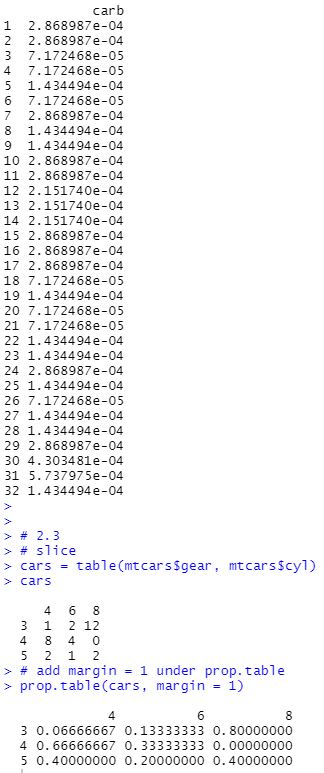 carb
1 2.868987e-04
2 2.868987e-04
3 7.172468e-05
4 7.172468e-05
5 1.434494e-04
6 7.172468e-05
7 2.868987e-04
8 1.434494e-04
9 1.434494e-04
10 2.868987e-04
11 2.868987e-04
12 2.151740e-04
13 2.151740e-04
14 2.151740e-04
15 2.868987e-04
16 2.868987e-04
17 2.868987e-04
18 7.172468e-05
19 1.434494e-04
20 7.172468e-05
21 7.172468e-05
22 1.434494e-04
23 1.434494e-04
24 2.868987e-04
25 1.434494e-04
26 7.172468e-05
27 1.434494e-04
28 1.434494e-04
29 2.868987e-04
30 4.303481e-04
31 5.737975e-04
32 1.434494e-04
>
>
> # 2.3
> # slice
> cars = table(mtcars$gear, mtcars$cyl)
> cars
4 6 8
3 1 2 12
4 8 4 0
5 2 1 2
> # add margin = 1 under prop.table
> prop.table(cars, margin = 1)
4 6 8
3 0.06666667 0.13333333 0.80000000
4 0.66666667 0.33333333 0.00000000
5 0.40000000 0.20000000 0.40000000